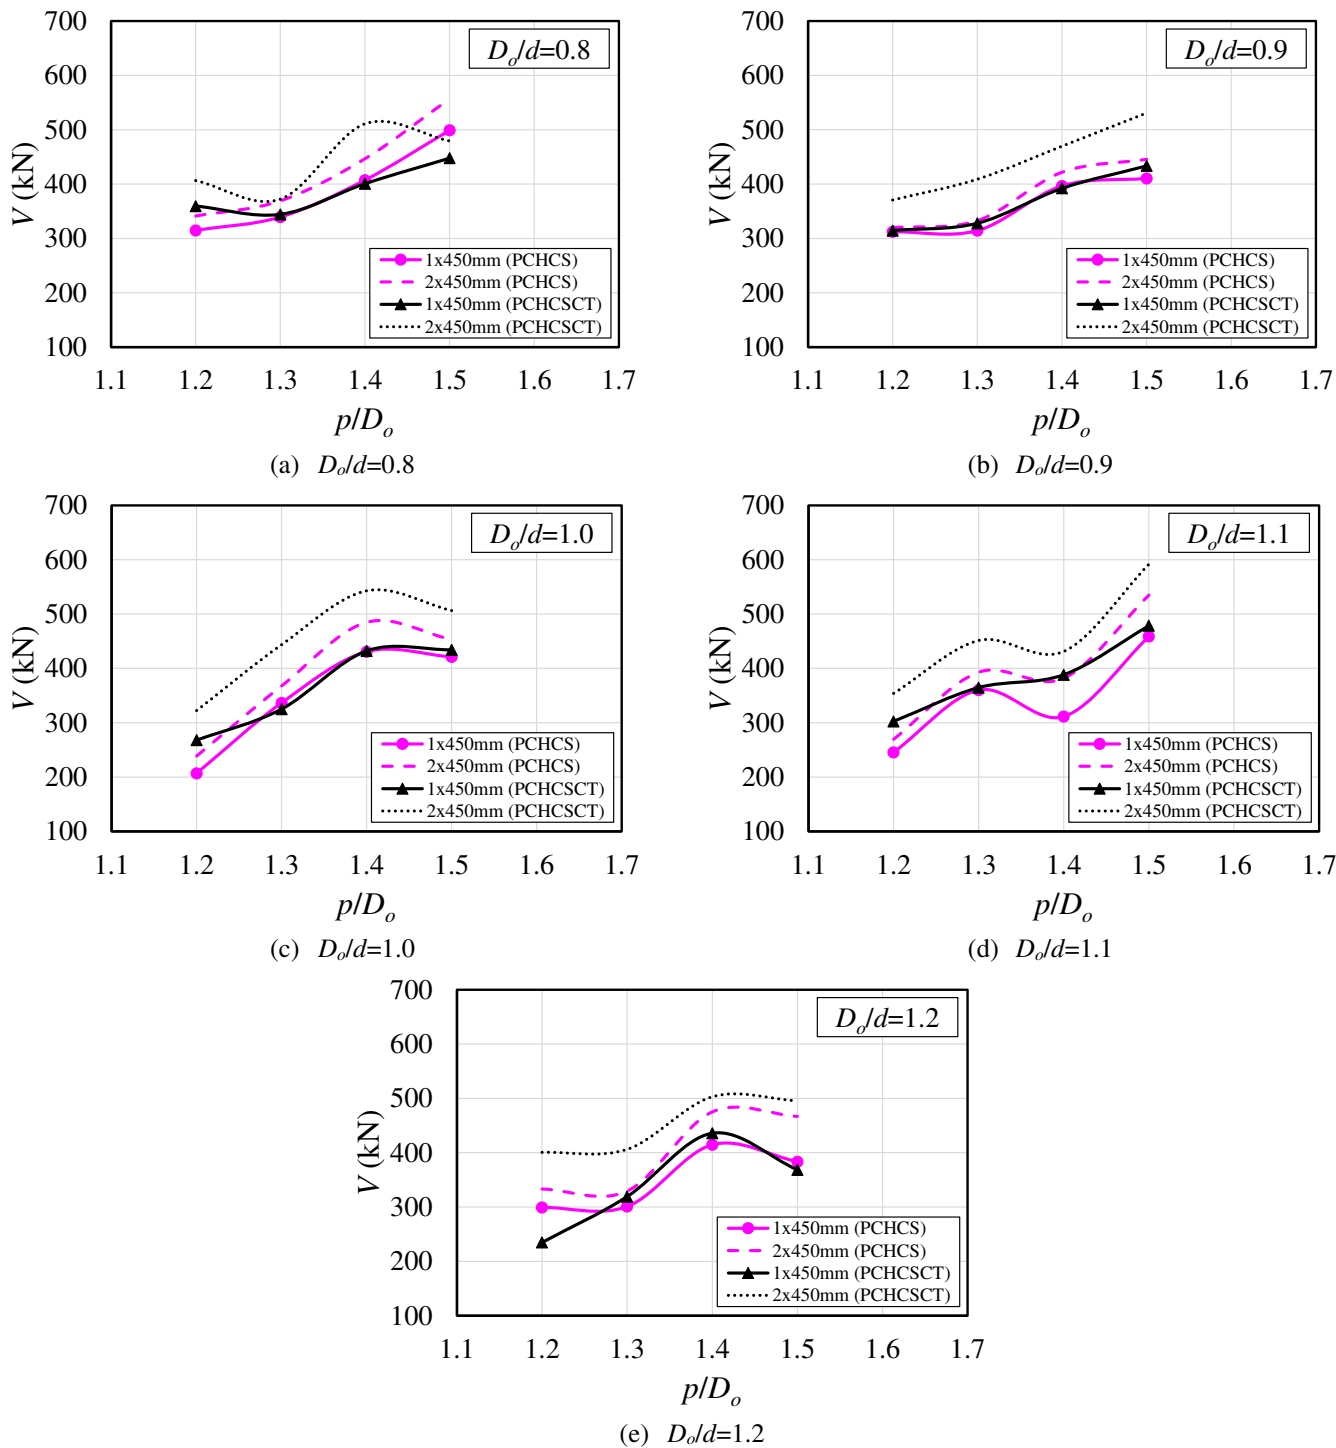 700
600
500
400
300
200
100
V (kN)
Dₒ/d=0.8
1x450mm (PCHCS)
2x450mm (PCHCS)
1x450mm (PCHCSCT)
2x450mm (PCHCSCT)
1.1 1.2 1.3 1.4 1.5 1.6 1.7
p/Dₒ
(a) Dₒ/d=0.8
700
600
500
400
300
200
100
V (kN)
Dₒ/d=0.9
1x450mm (PCHCS)
2x450mm (PCHCS)
1x450mm (PCHCSCT)
2x450mm (PCHCSCT)
1.1 1.2 1.3 1.4 1.5 1.6 1.7
p/Dₒ
(b) Dₒ/d=0.9
700
600
500
400
300
200
100
V (kN)
Dₒ/d=1.0
1x450mm (PCHCS)
2x450mm (PCHCS)
1x450mm (PCHCSCT)
2x450mm (PCHCSCT)
1.1 1.2 1.3 1.4 1.5 1.6 1.7
p/Dₒ
(c) Dₒ/d=1.0
700
600
500
400
300
200
100
V (kN)
Dₒ/d=1.1
1x450mm (PCHCS)
2x450mm (PCHCS)
1x450mm (PCHCSCT)
2x450mm (PCHCSCT)
1.1 1.2 1.3 1.4 1.5 1.6 1.7
p/Dₒ
(d) Dₒ/d=1.1
700
600
500
400
300
200
100
V (kN)
Dₒ/d=1.2
1x450mm (PCHCS)
2x450mm (PCHCS)
1x450mm (PCHCSCT)
2x450mm (PCHCSCT)
1.1 1.2 1.3 1.4 1.5 1.6 1.7
p/Dₒ
(e) Dₒ/d=1.2